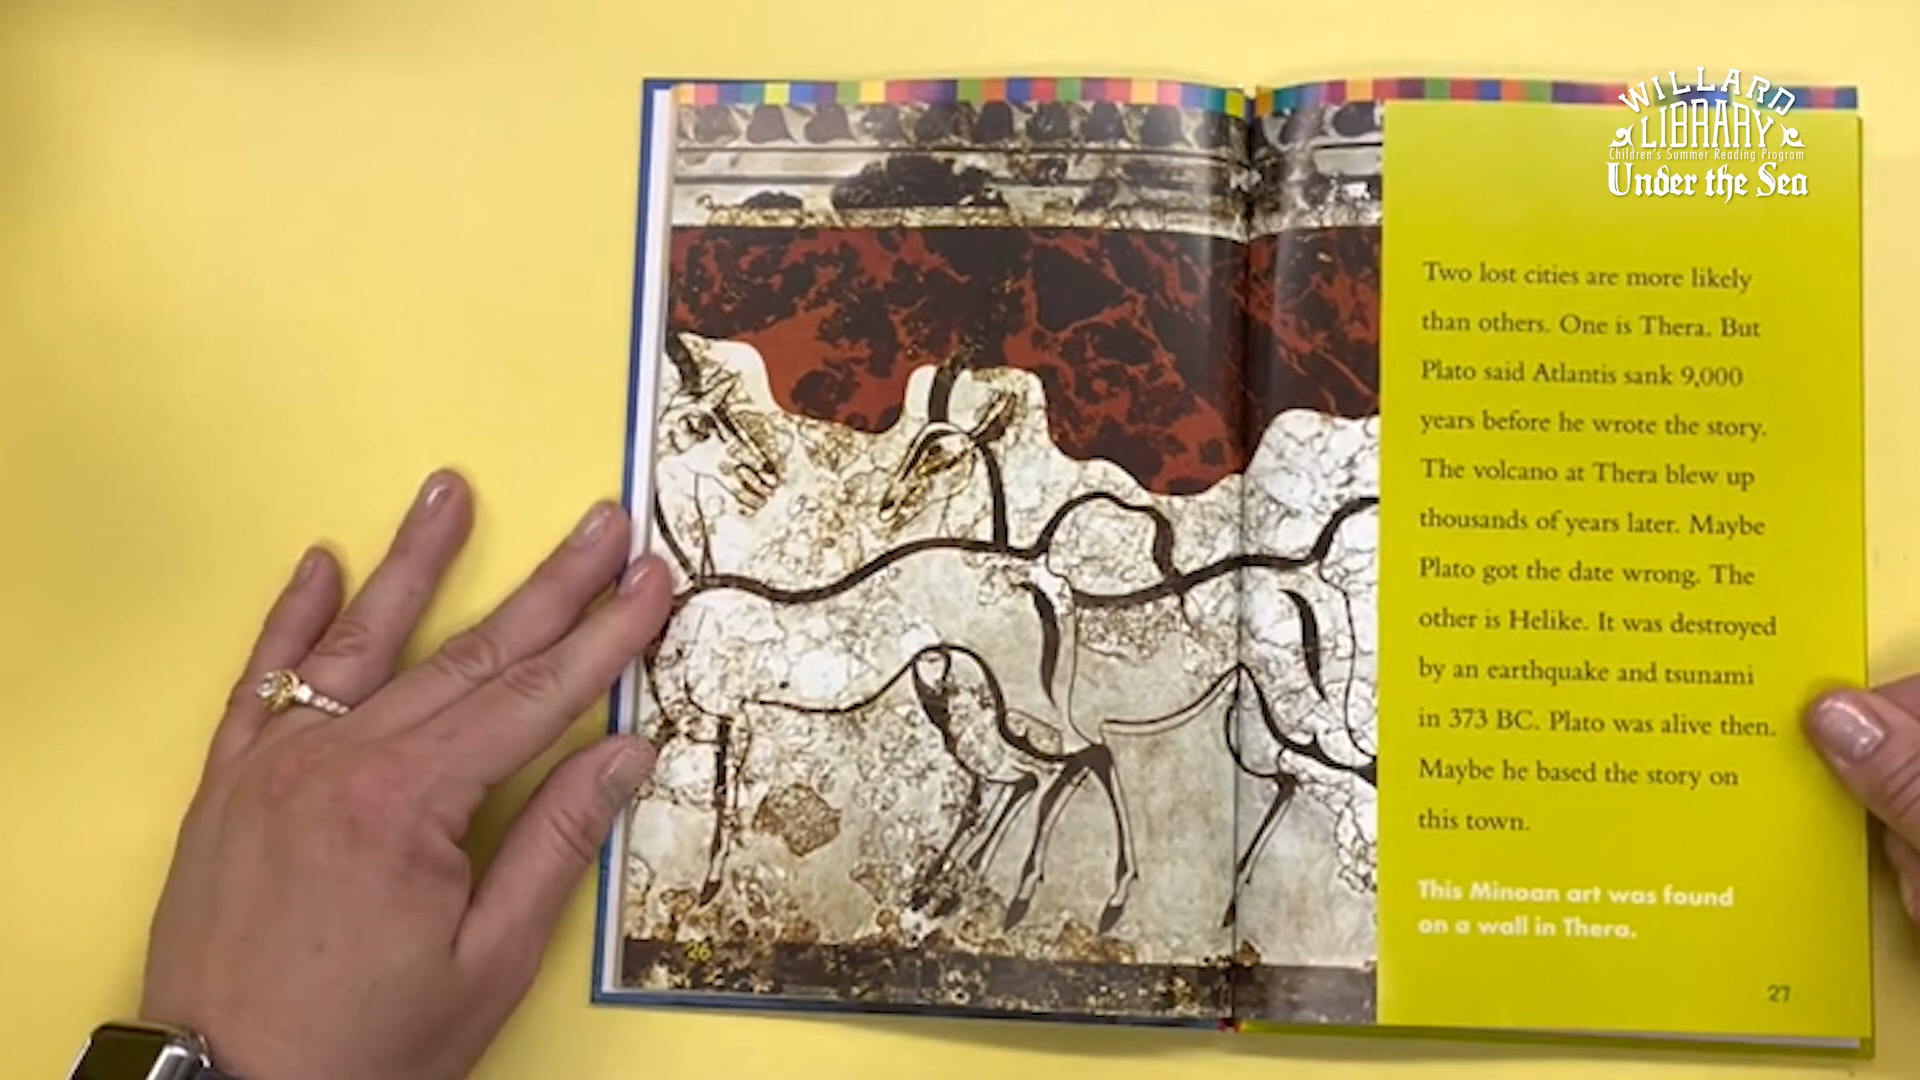 WILLARD
LIBRARY
Children's Summer Reading Program
Under the Sea
Two lost cities are more likely
than others. One is Thera. But
Plato said Atlantis sank 9,000
years before he wrote the story.
The volcano at Thera blew up
thousands of years later. Maybe
Plato got the date wrong. The
other is Helike. It was destroyed
by an earthquake and tsunami
in 373 BC. Plato was alive then.
Maybe he based the story on
this town.
This Minoan art was found
on a wall in Thera.
26
27